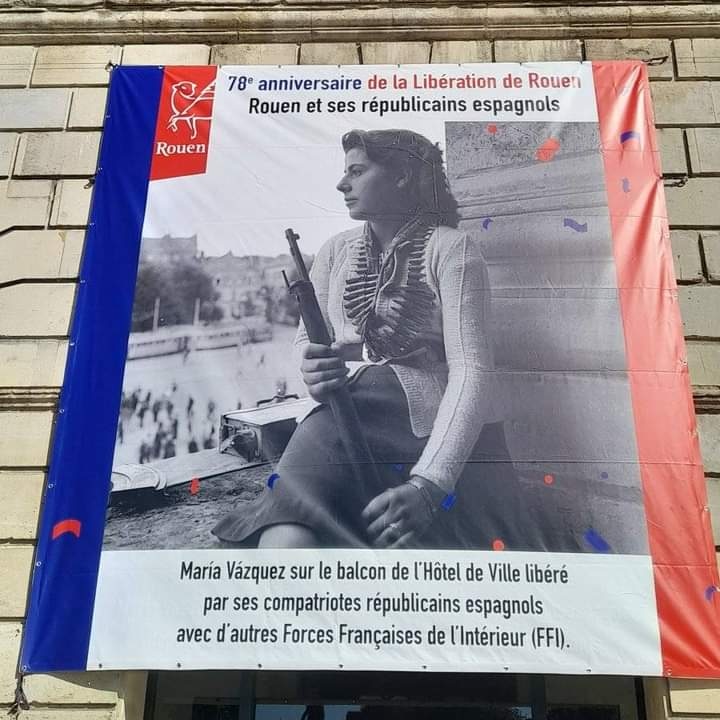 78e anniversaire de la Libération de Rouen
Rouen et ses républicains espagnols
Rouen
María Vázquez sur le balcon de l'Hôtel de Ville libéré
par ses compatriotes républicains espagnols
avec d'autres Forces Françaises de l'Intérieur (FFI).